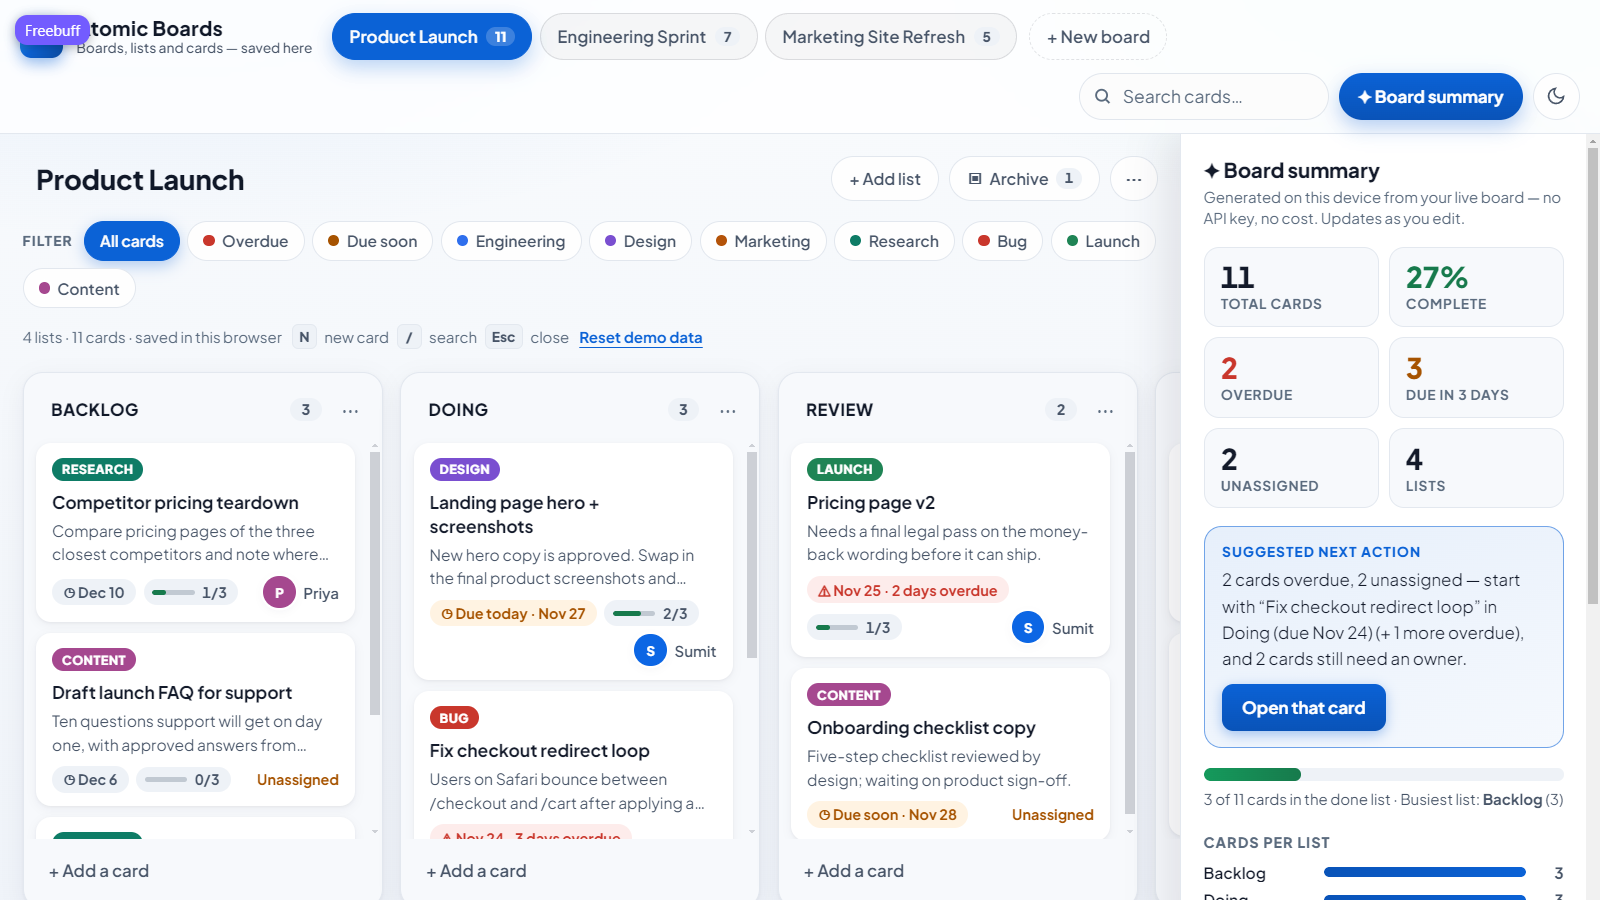 Freebuff
tomic Boards
Boards, lists and cards — saved here
Product Launch 11
Engineering Sprint 7
Marketing Site Refresh 5
+ New board
Search cards...
✦ Board summary
Product Launch
+ Add list
Archive 1
...
FILTER All cards Overdue Due soon Engineering Design Marketing Research Bug Launch
Content
4 lists · 11 cards · saved in this browser N new card / search Esc close Reset demo data
BACKLOG 3 ...
RESEARCH
Competitor pricing teardown
Compare pricing pages of the three
closest competitors and note where...
Dec 10 1/3 P Priya
CONTENT
Draft launch FAQ for support
Ten questions support will get on day
one, with approved answers from...
Dec 6 0/3 Unassigned
+ Add a card
DOING 3 ...
DESIGN
Landing page hero +
screenshots
New hero copy is approved. Swap in
the final product screenshots and...
Due today · Nov 27 2/3
S Sumit
BUG
Fix checkout redirect loop
Users on Safari bounce between
/checkout and /cart after applying a...
Nov 24 · 3 days overdue
+ Add a card
REVIEW 2 ...
LAUNCH
Pricing page v2
Needs a final legal pass on the money-
back wording before it can ship.
⚠ Nov 25 · 2 days overdue
1/3 S Sumit
CONTENT
Onboarding checklist copy
Five-step checklist reviewed by
design; waiting on product sign-off.
Due soon · Nov 28 Unassigned
+ Add a card
✦ Board summary
Generated on this device from your live board — no
API key, no cost. Updates as you edit.
11
TOTAL CARDS
27%
COMPLETE
2
OVERDUE
3
DUE IN 3 DAYS
2
UNASSIGNED
4
LISTS
SUGGESTED NEXT ACTION
2 cards overdue, 2 unassigned — start
with “Fix checkout redirect loop” in
Doing (due Nov 24) (+ 1 more overdue),
and 2 cards still need an owner.
Open that card
3 of 11 cards in the done list · Busiest list: Backlog (3)
CARDS PER LIST
Backlog 3
Doing 3